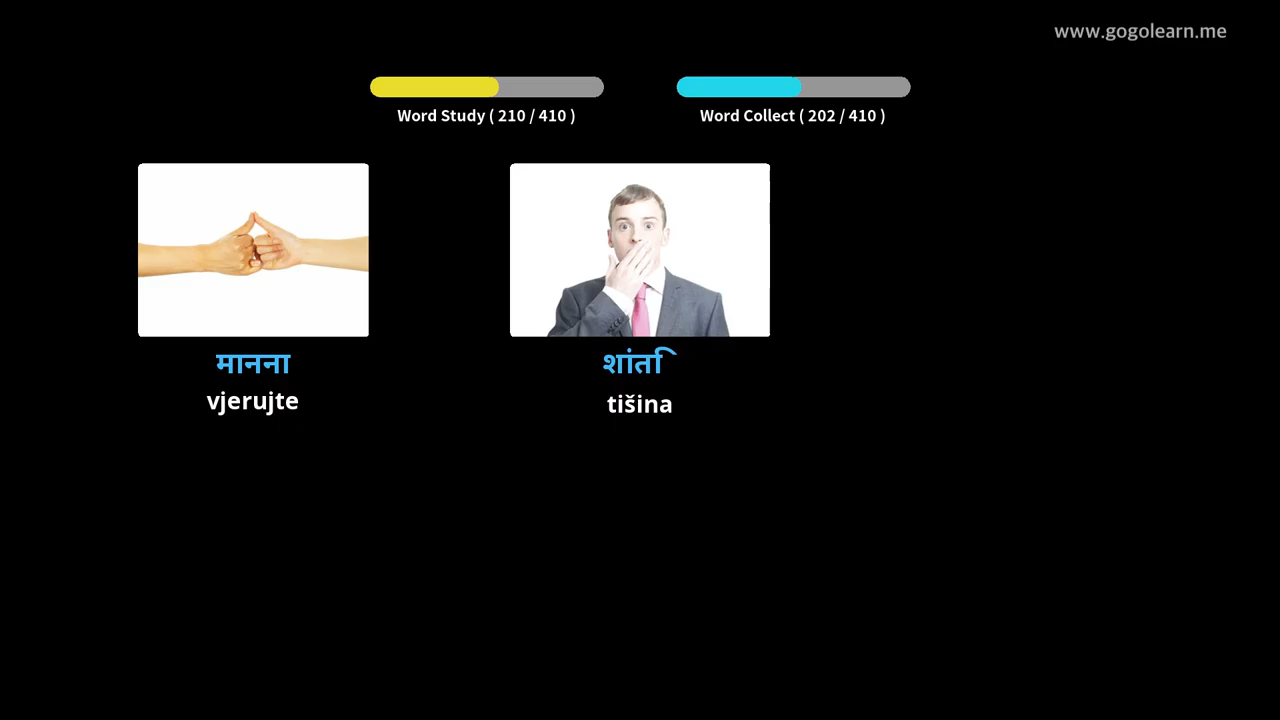 www.gogolearn.me
Word Study ( 210 / 410 )
Word Collect ( 202 / 410 )
मानना
शांति
vjerujte
tišina